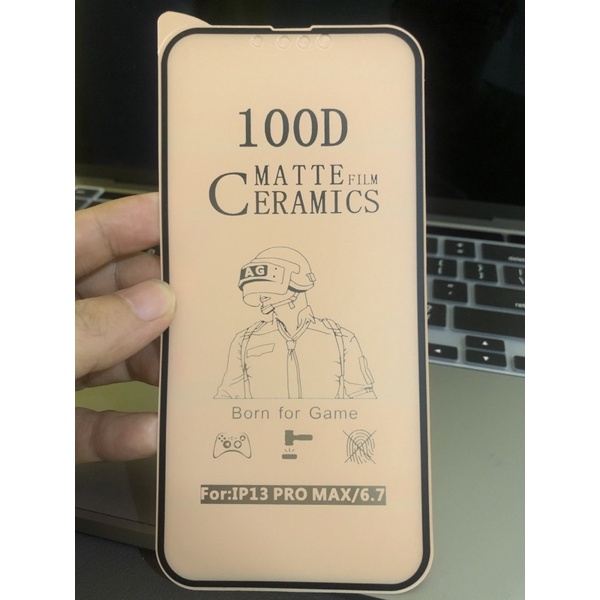 100D
MATTE FILM
CERAMICS
AG
Born for Game
For:IP13 PRO MAX/6.7